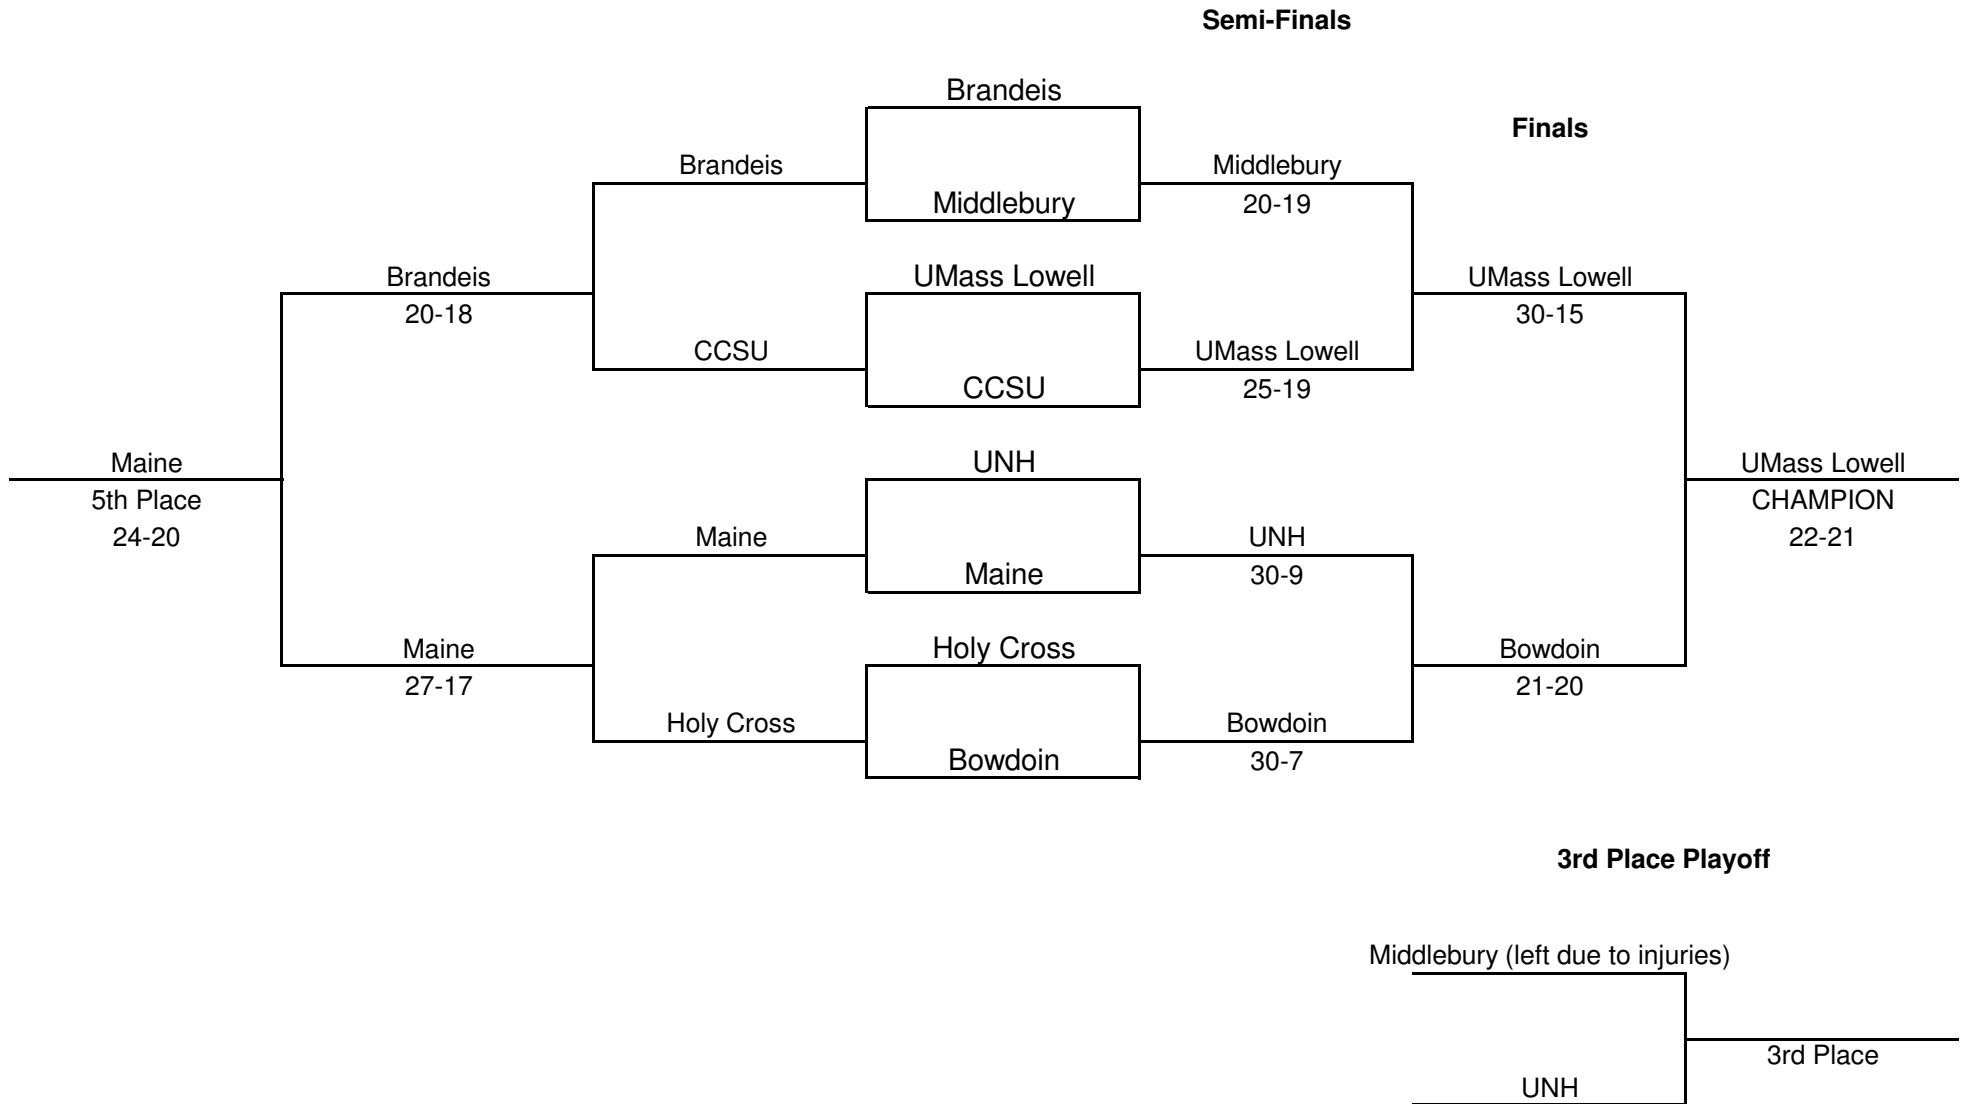 Semi-Finals
Brandeis
Finals
Brandeis
Middlebury
Middlebury
20-19
Brandeis
UMass Lowell
UMass Lowell
20-18
30-15
CCSU
UMass Lowell
CCSU
25-19
Maine
UNH
UMass Lowell
5th Place
CHAMPION
24-20
Maine
UNH
22-21
Maine
30-9
Maine
Holy Cross
Bowdoin
27-17
21-20
Holy Cross
Bowdoin
Bowdoin
30-7
3rd Place Playoff
Middlebury (left due to injuries)
3rd Place
UNH